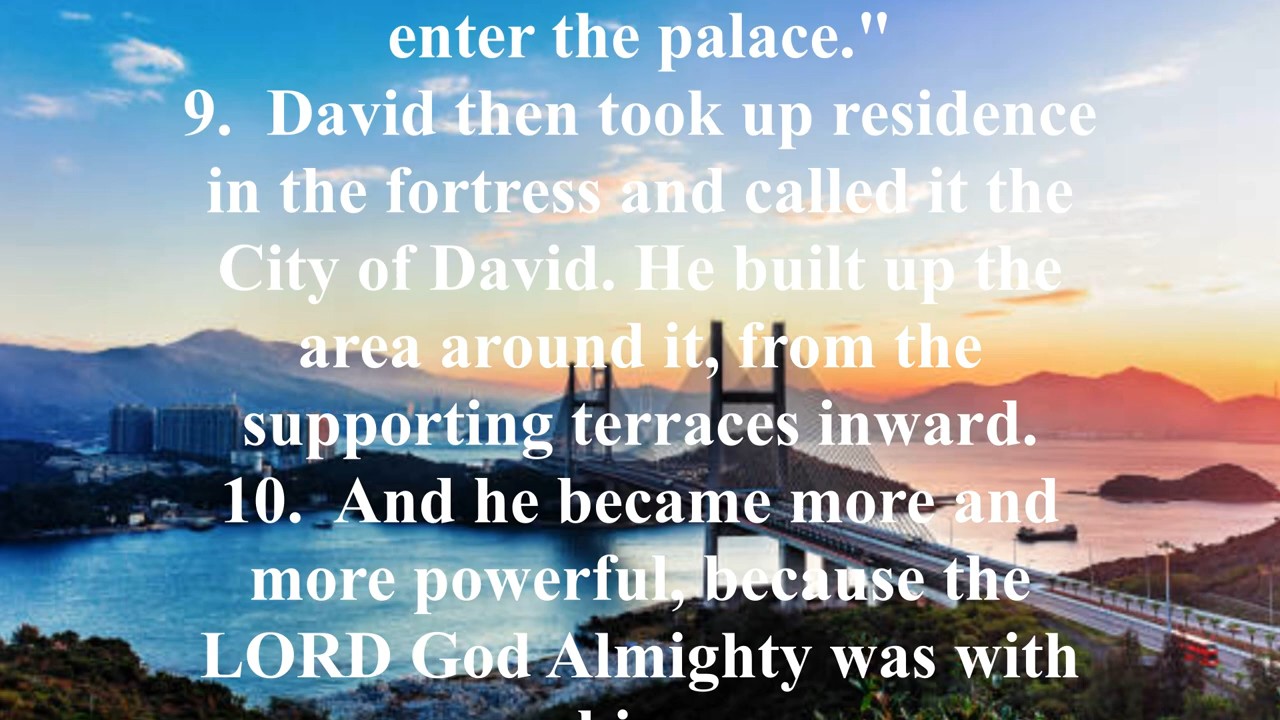 enter the palace."
9. David then took up residence
in the fortress and called it the
City of David. He built up the
area around it, from the
supporting terraces inward.
10. And he became more and
more powerful, because the
LORD God Almighty was with